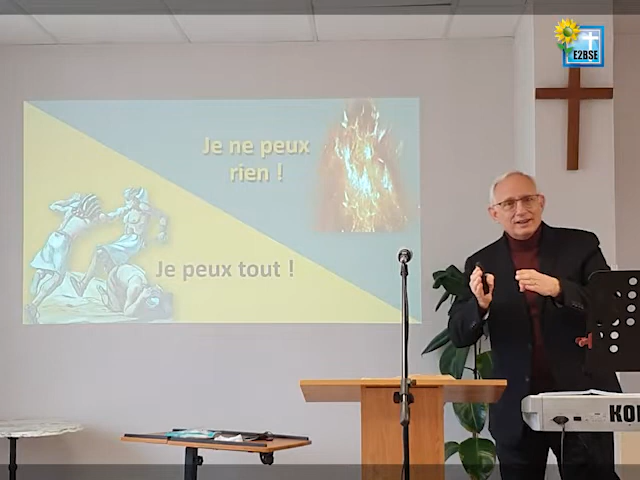 E2BSE
Je ne peux
rien !
Je peux tout !
KO